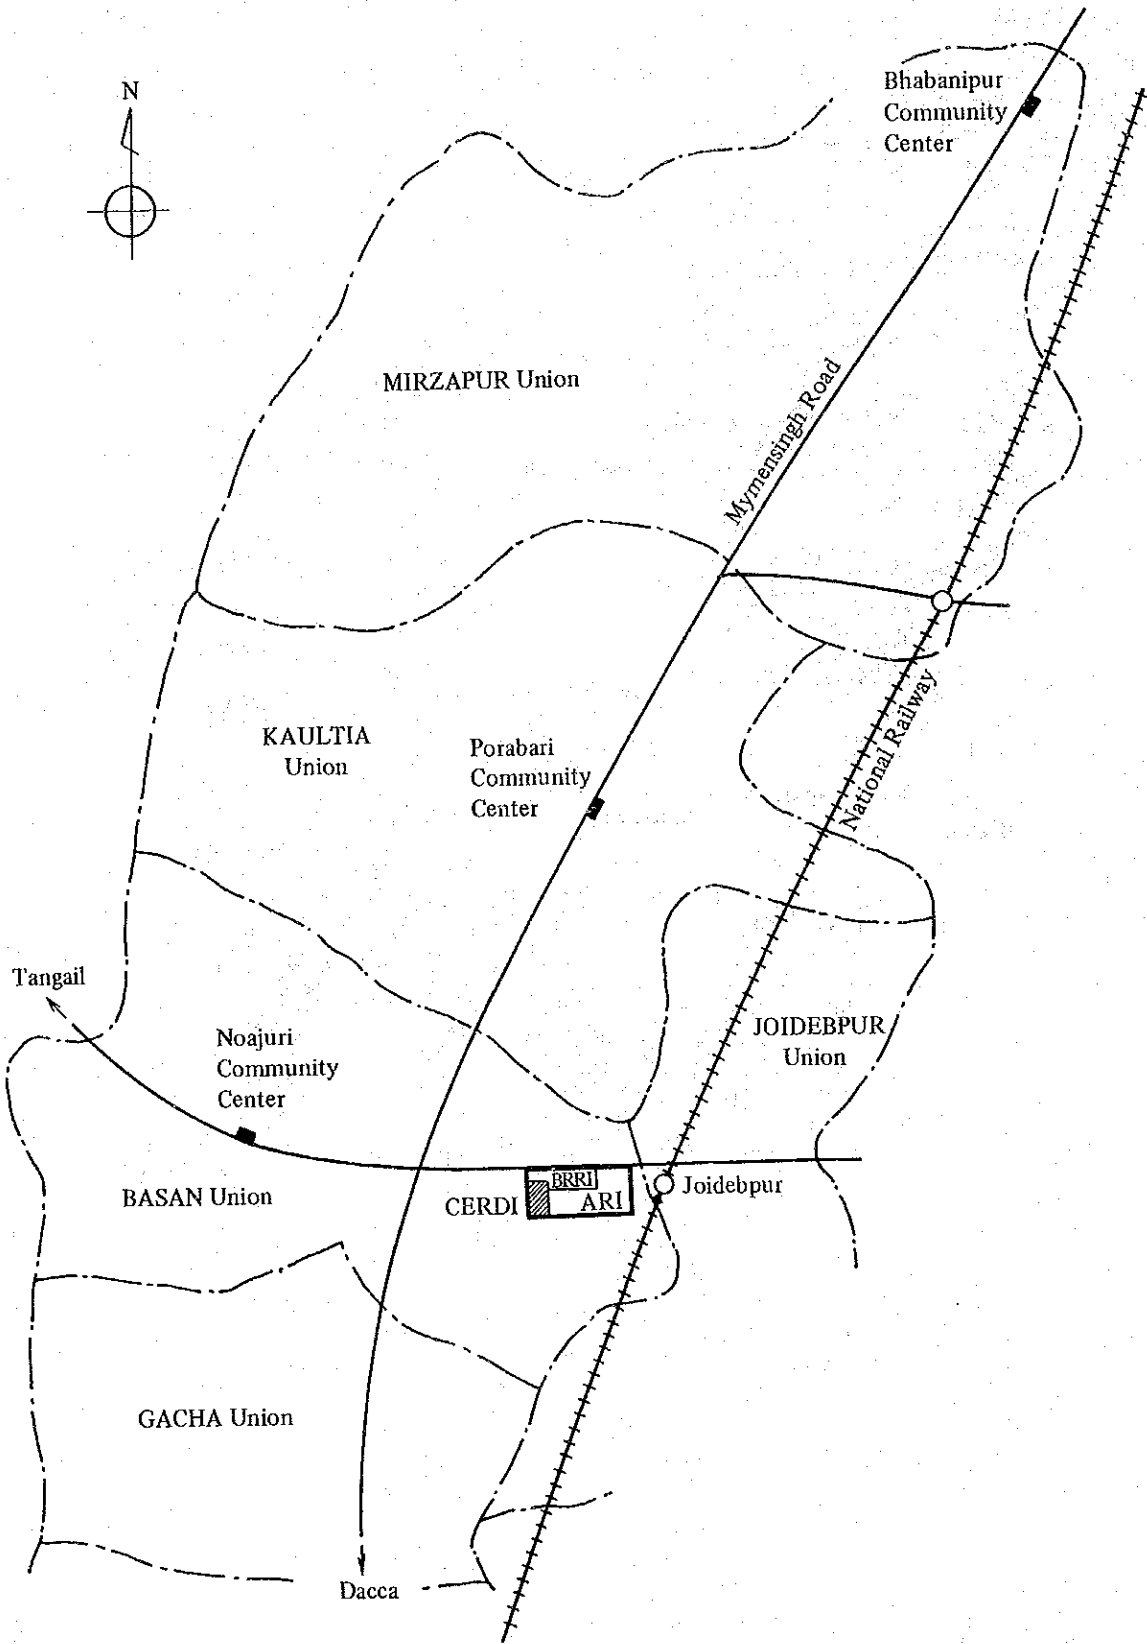 N
Bhabanipur
Community
Center
MIRZAPUR Union
Mymensingh Road
KAULTIA
Union
Porabari
Community
Center
National Railway
Tangail
Noajuri
Community
Center
JOIDEBPUR
Union
BASAN Union
CERDI
BRRI
ARI
Joidebpur
GACHA Union
Dacca